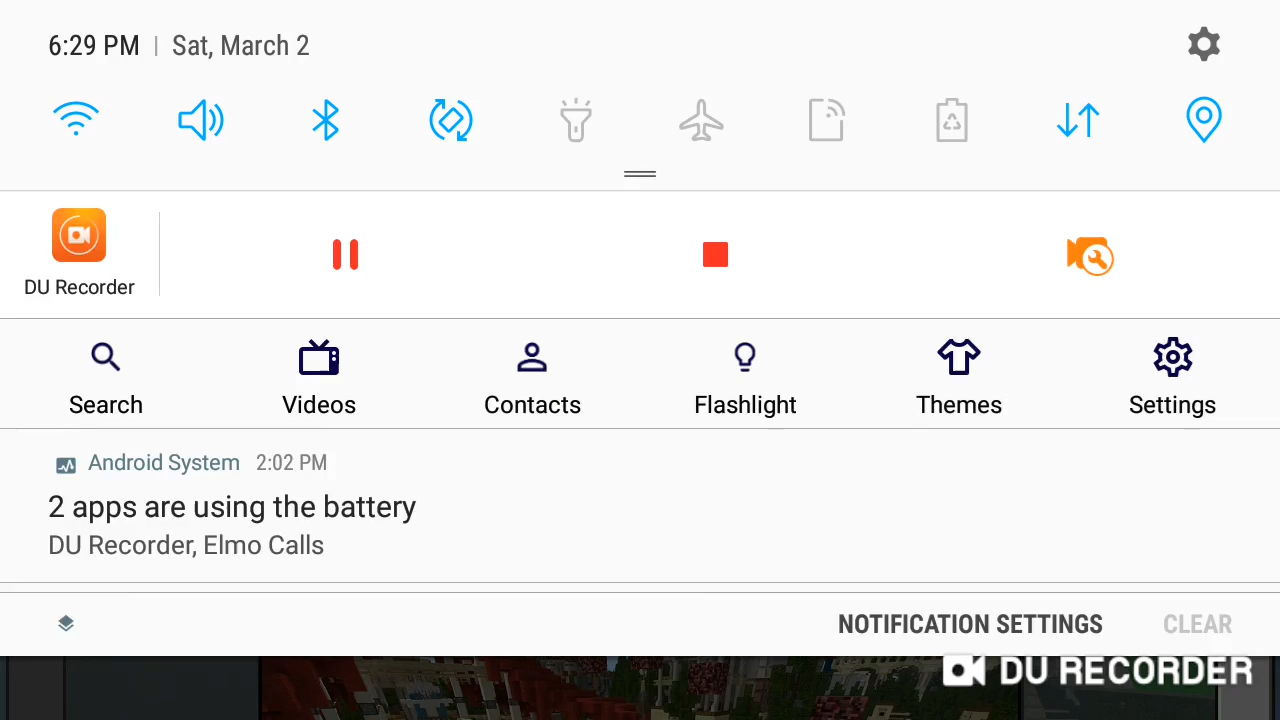 6:29 PM | Sat, March 2
DU Recorder
Search Videos Contacts Flashlight Themes Settings
Android System 2:02 PM
2 apps are using the battery
DU Recorder, Elmo Calls
NOTIFICATION SETTINGS CLEAR
DU RECORDER